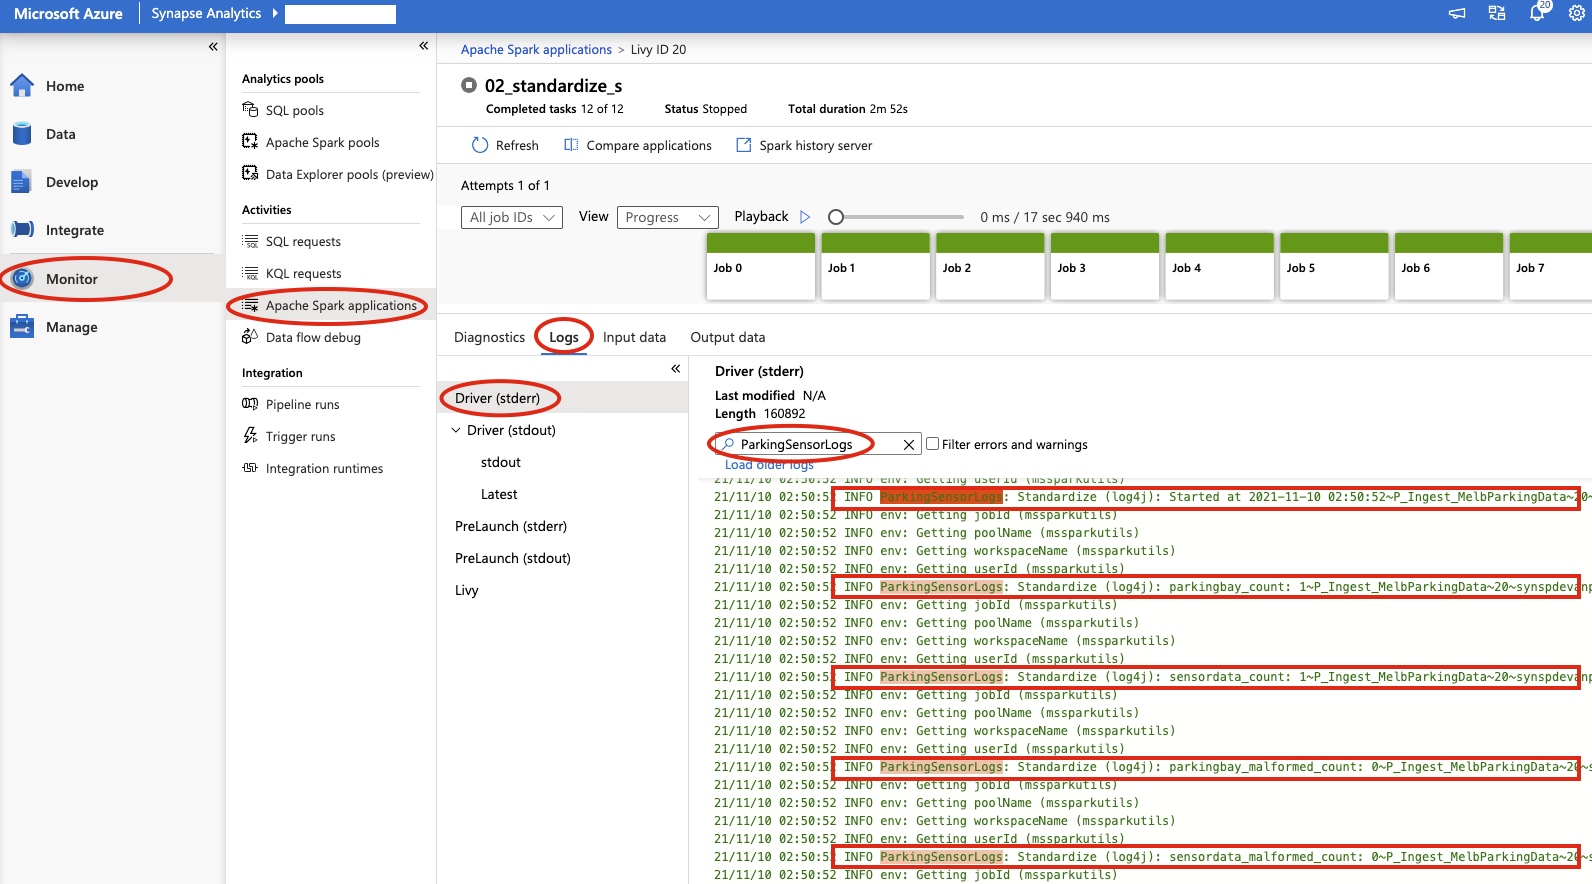 Microsoft Azure
Synapse Analytics
20
Home
Data
Develop
Integrate
Monitor
Manage
Analytics pools
SQL pools
Apache Spark pools
Data Explorer pools (preview)
Activities
SQL requests
KQL requests
Apache Spark applications
Data flow debug
Integration
Pipeline runs
Trigger runs
Integration runtimes
Apache Spark applications > Livy ID 20
02_standardize_s
Completed tasks 12 of 12 Status Stopped Total duration 2m 52s
Refresh Compare applications Spark history server
Attempts 1 of 1
All job IDs View Progress Playback 0 ms / 17 sec 940 ms
Job 0 Job 1 Job 2 Job 3 Job 4 Job 5 Job 6 Job 7
Diagnostics Logs Input data Output data
Driver (stderr)
Driver (stdout)
stdout
Latest
PreLaunch (stderr)
PreLaunch (stdout)
Livy
Driver (stderr)
Last modified N/A
Length 160892
ParkingSensorLogs Filter errors and warnings
Load older logs
21/11/10 02:50:52 INFO env: Getting userId (mssparkutils)
21/11/10 02:50:52 INFO ParkingSensorLogs: Standardize (log4j): Started at 2021-11-10 02:50:52~P_Ingest_MelbParkingData~20~
21/11/10 02:50:52 INFO env: Getting jobId (mssparkutils)
21/11/10 02:50:52 INFO env: Getting poolName (mssparkutils)
21/11/10 02:50:52 INFO env: Getting workspaceName (mssparkutils)
21/11/10 02:50:52 INFO env: Getting userId (mssparkutils)
21/11/10 02:50:52 INFO ParkingSensorLogs: Standardize (log4j): parkingbay_count: 1~P_Ingest_MelbParkingData~20~synspdevanp
21/11/10 02:50:52 INFO env: Getting jobId (mssparkutils)
21/11/10 02:50:52 INFO env: Getting poolName (mssparkutils)
21/11/10 02:50:52 INFO env: Getting workspaceName (mssparkutils)
21/11/10 02:50:52 INFO env: Getting userId (mssparkutils)
21/11/10 02:50:52 INFO ParkingSensorLogs: Standardize (log4j): sensordata_count: 1~P_Ingest_MelbParkingData~20~synspdevanp
21/11/10 02:50:52 INFO env: Getting jobId (mssparkutils)
21/11/10 02:50:52 INFO env: Getting poolName (mssparkutils)
21/11/10 02:50:52 INFO env: Getting workspaceName (mssparkutils)
21/11/10 02:50:52 INFO env: Getting userId (mssparkutils)
21/11/10 02:50:52 INFO ParkingSensorLogs: Standardize (log4j): parkingbay_malformed_count: 0~P_Ingest_MelbParkingData~20~s
21/11/10 02:50:52 INFO env: Getting jobId (mssparkutils)
21/11/10 02:50:52 INFO env: Getting poolName (mssparkutils)
21/11/10 02:50:52 INFO env: Getting workspaceName (mssparkutils)
21/11/10 02:50:52 INFO env: Getting userId (mssparkutils)
21/11/10 02:50:52 INFO ParkingSensorLogs: Standardize (log4j): sensordata_malformed_count: 0~P_Ingest_MelbParkingData~20~s
21/11/10 02:50:52 INFO env: Getting jobId (mssparkutils)